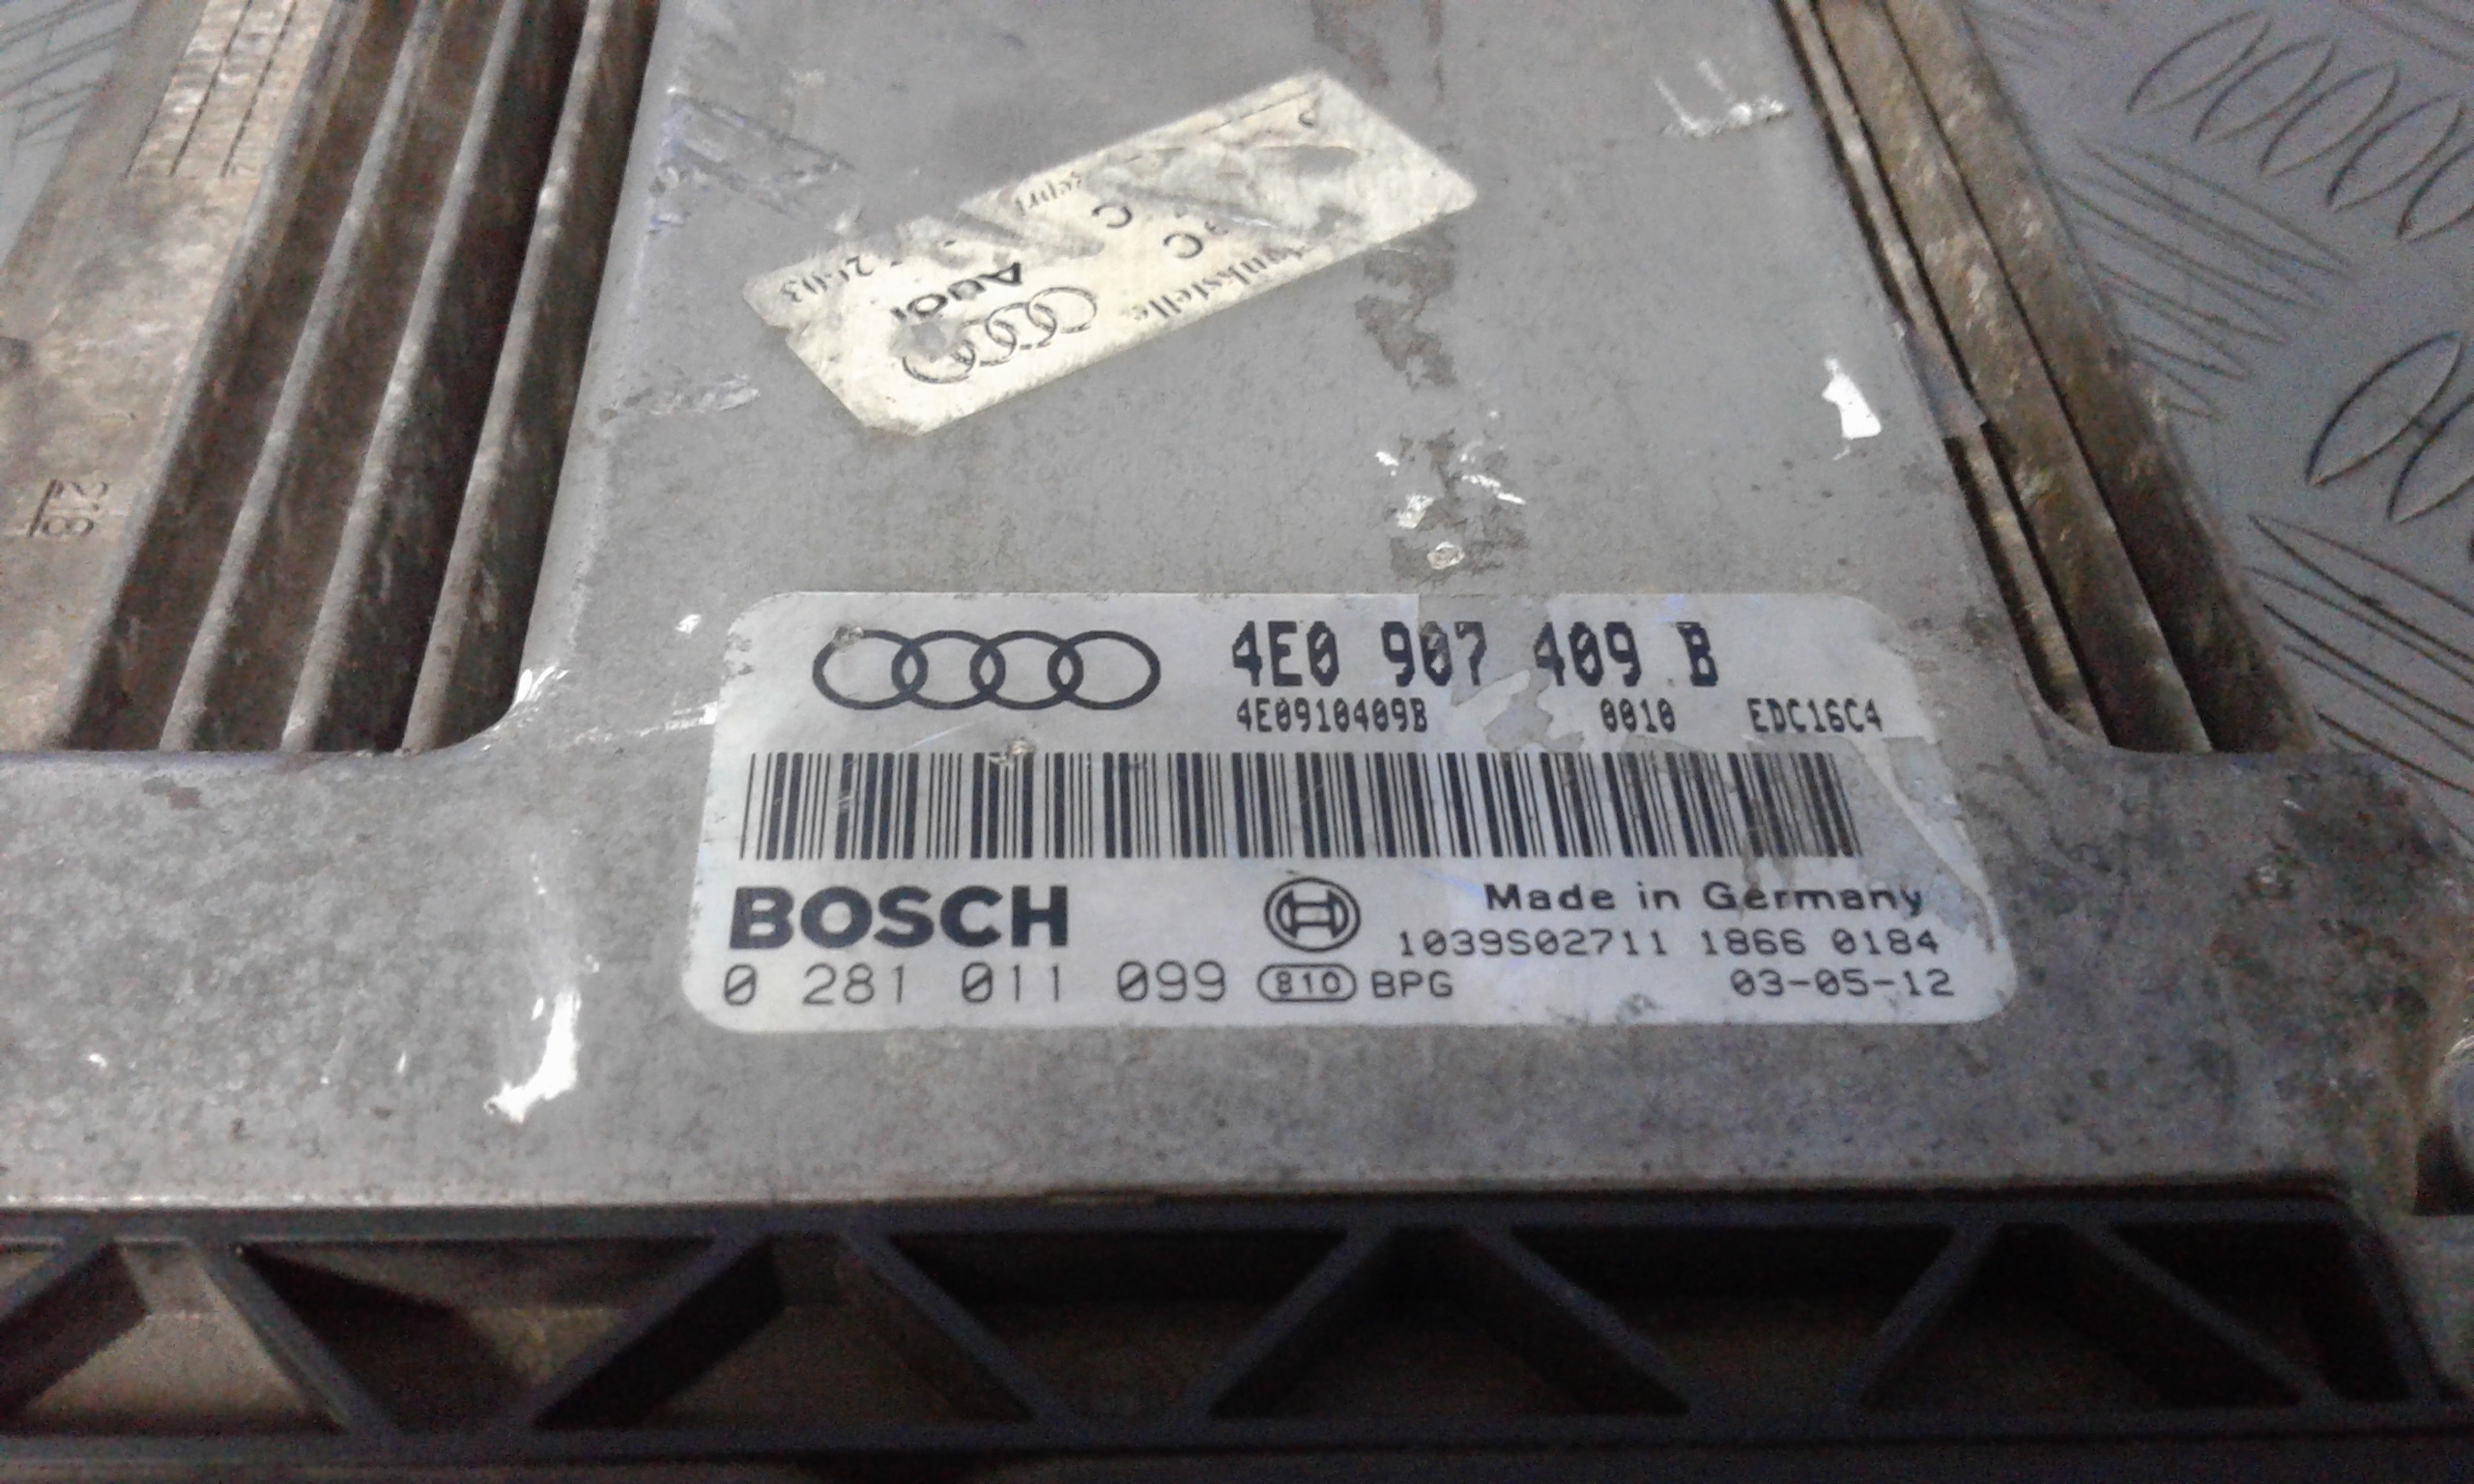 Audi
4E0 907 409 B
4E0910409B 0010 EDC16C4
BOSCH
Made in Germany
1039S02711 1866 0184
0 281 011 099 810 BPG 03-05-12